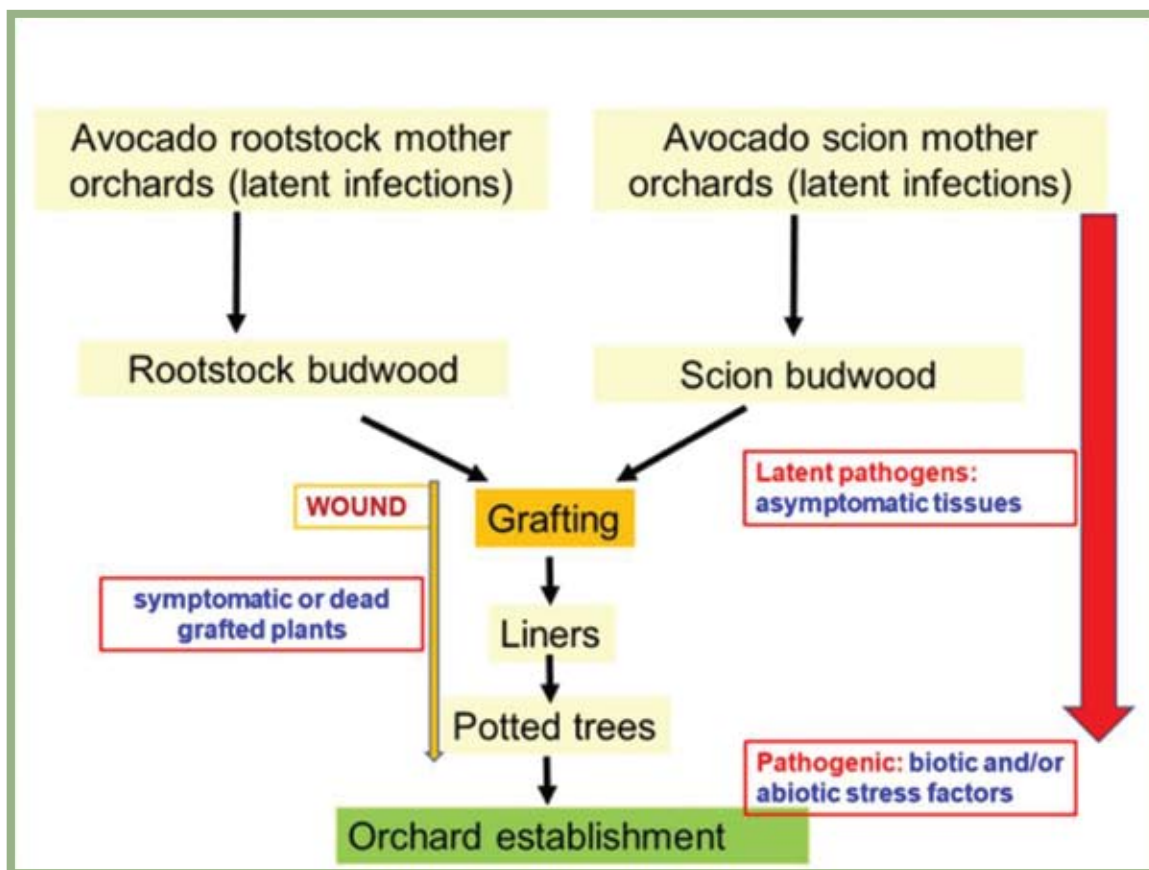 Avocado rootstock mother
orchards (latent infections)
Avocado scion mother
orchards (latent infections)
Rootstock budwood
Scion budwood
WOUND
Grafting
Latent pathogens:
asymptomatic tissues
symptomatic or dead
grafted plants
Liners
Potted trees
Pathogenic: biotic and/or
abiotic stress factors
Orchard establishment